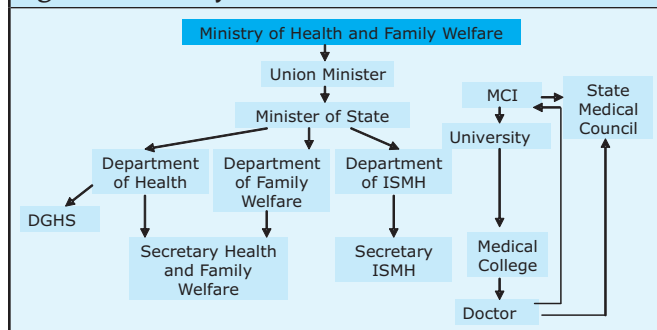 Ministry of Health and Family Welfare
Union Minister
Minister of State
Department
of Health
Department
of Family
Welfare
Department
of ISMH
DGHS
Secretary Health
and Family
Welfare
Secretary
ISMH
MCI
State
Medical
Council
University
Medical
College
Doctor